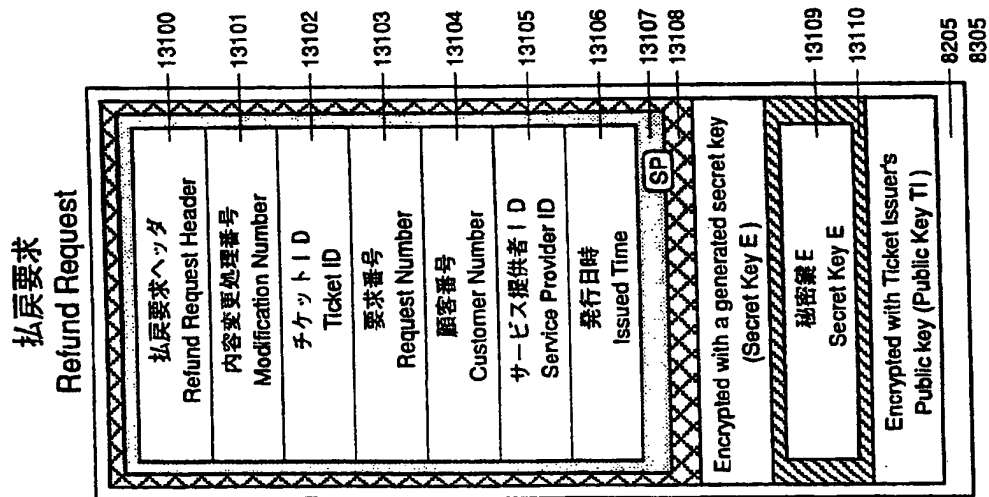 払戻要求
Refund Request
払戻要求ヘッダ
Refund Request Header
13100
内容変更処理番号
Modification Number
13101
チケットID
Ticket ID
13102
要求番号
Request Number
13103
顧客番号
Customer Number
13104
サービス提供者ID
Service Provider ID
13105
発行日時
Issued Time
13106
SP
13107
13108
Encrypted with a generated secret key
(Secret Key E)
秘密鍵E
Secret Key E
13109
13110
Encrypted with Ticket Issuer's
Public key (Public Key TI)
8205
8305